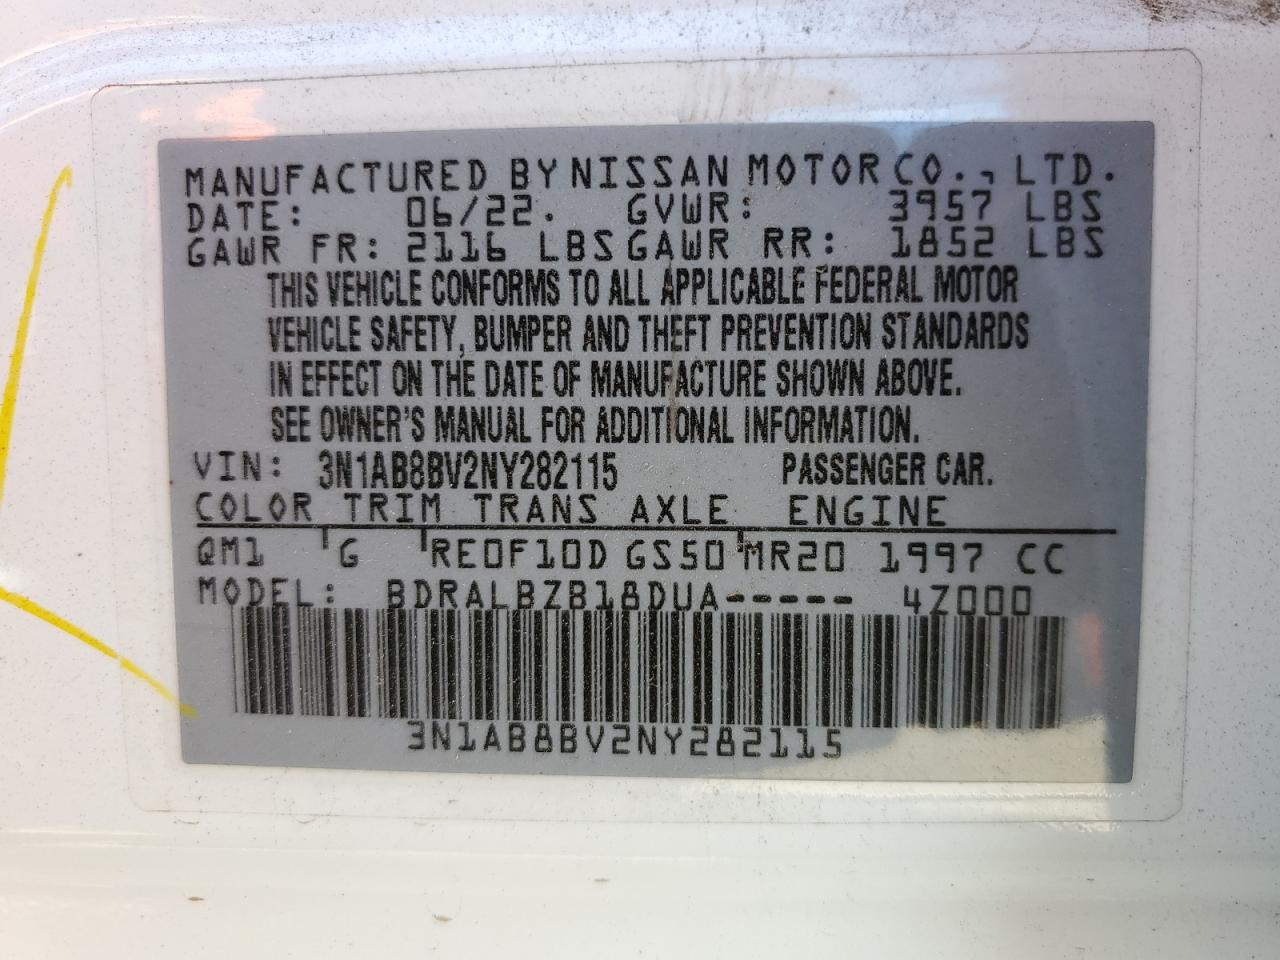 MANUFACTURED BY NISSAN MOTOR CO., LTD.
DATE: 06/22. GVWR: 3957 LBS
GAWR FR: 2116 LBS GAWR RR: 1852 LBS
THIS VEHICLE CONFORMS TO ALL APPLICABLE FEDERAL MOTOR
VEHICLE SAFETY, BUMPER AND THEFT PREVENTION STANDARDS
IN EFFECT ON THE DATE OF MANUFACTURE SHOWN ABOVE.
SEE OWNER'S MANUAL FOR ADDITIONAL INFORMATION.
VIN: 3N1AB8BV2NY282115 PASSENGER CAR.
COLOR TRIM TRANS AXLE ENGINE
QM1 G RE0F10D GS50 MR20 1997 CC
MODEL: BDRALBZB18DUA----- 4Z000
3N1AB8BV2NY282115